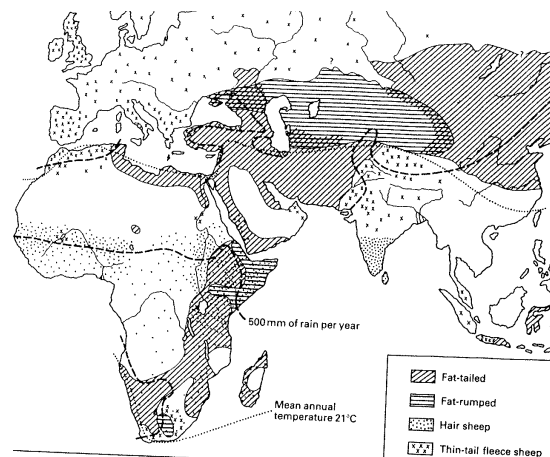 500 mm of rain per year
Mean annual
temperature 21°C
Fat-tailed
Fat-rumped
Hair sheep
Thin-tail fleece sheep